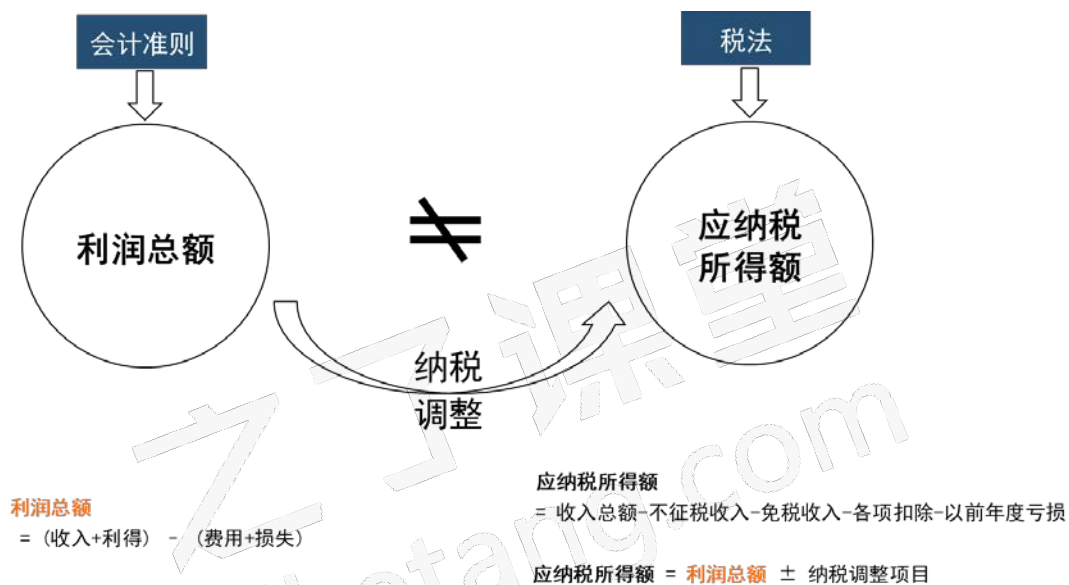 会计准则
税法
利润总额
≠
应纳税
所得额
纳税
调整
之了课堂
利润总额
= (收入+利得) - (费用+损失)
应纳税所得额
= 收入总额-不征税收入-免税收入-各项扣除-以前年度亏损
应纳税所得额 = 利润总额 ± 纳税调整项目